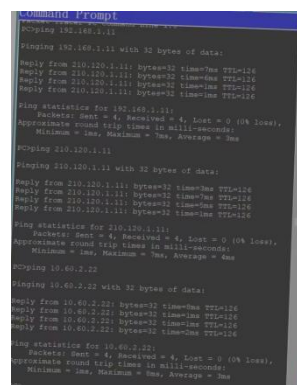 Command Prompt
PC>ping 192.168.1.11
Pinging 192.168.1.11 with 32 bytes of data:
Reply from 210.120.1.11: bytes=32 time=7ms TTL=126
Reply from 210.120.1.11: bytes=32 time=6ms TTL=126
Reply from 210.120.1.11: bytes=32 time=1ms TTL=126
Reply from 210.120.1.11: bytes=32 time=1ms TTL=126
Ping statistics for 192.168.1.11:
Packets: Sent = 4, Received = 4, Lost = 0 (0% loss),
Approximate round trip times in milli-seconds:
Minimum = 1ms, Maximum = 7ms, Average = 3ms
PC>ping 210.120.1.11
Pinging 210.120.1.11 with 32 bytes of data:
Reply from 210.120.1.11: bytes=32 time=3ms TTL=126
Reply from 210.120.1.11: bytes=32 time=7ms TTL=126
Reply from 210.120.1.11: bytes=32 time=5ms TTL=126
Reply from 210.120.1.11: bytes=32 time=1ms TTL=126
Ping statistics for 210.120.1.11:
Packets: Sent = 4, Received = 4, Lost = 0 (0% loss),
Approximate round trip times in milli-seconds:
Minimum = 1ms, Maximum = 7ms, Average = 4ms
PC>ping 10.60.2.22
Pinging 10.60.2.22 with 32 bytes of data:
Reply from 10.60.2.22: bytes=32 time=8ms TTL=126
Reply from 10.60.2.22: bytes=32 time=1ms TTL=126
Reply from 10.60.2.22: bytes=32 time=1ms TTL=126
Reply from 10.60.2.22: bytes=32 time=2ms TTL=126
Ping statistics for 10.60.2.22:
Packets: Sent = 4, Received = 4, Lost = 0 (0% loss),
Approximate round trip times in milli-seconds:
Minimum = 1ms, Maximum = 8ms, Average = 3ms